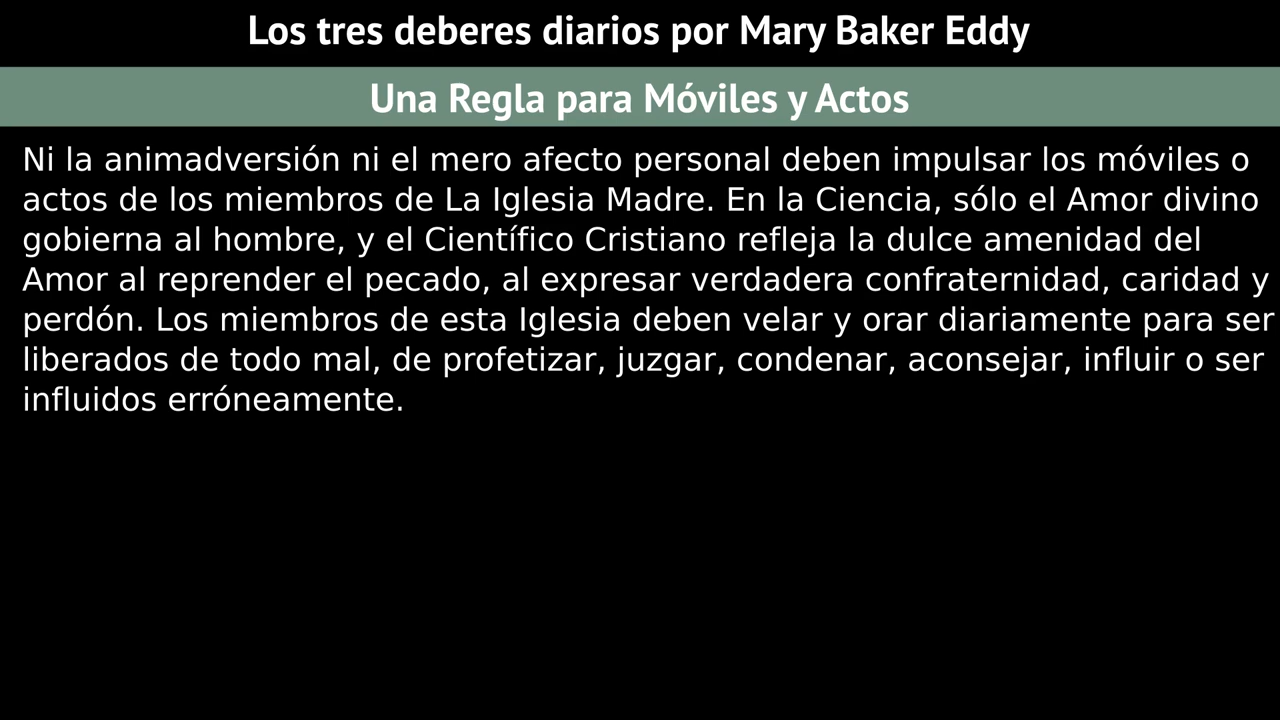 Los tres deberes diarios por Mary Baker Eddy
Una Regla para Móviles y Actos
Ni la animadversión ni el mero afecto personal deben impulsar los móviles o
actos de los miembros de La Iglesia Madre. En la Ciencia, sólo el Amor divino
gobierna al hombre, y el Científico Cristiano refleja la dulce amenidad del
Amor al reprender el pecado, al expresar verdadera confraternidad, caridad y
perdón. Los miembros de esta Iglesia deben velar y orar diariamente para ser
liberados de todo mal, de profetizar, juzgar, condenar, aconsejar, influir o ser
influidos erróneamente.